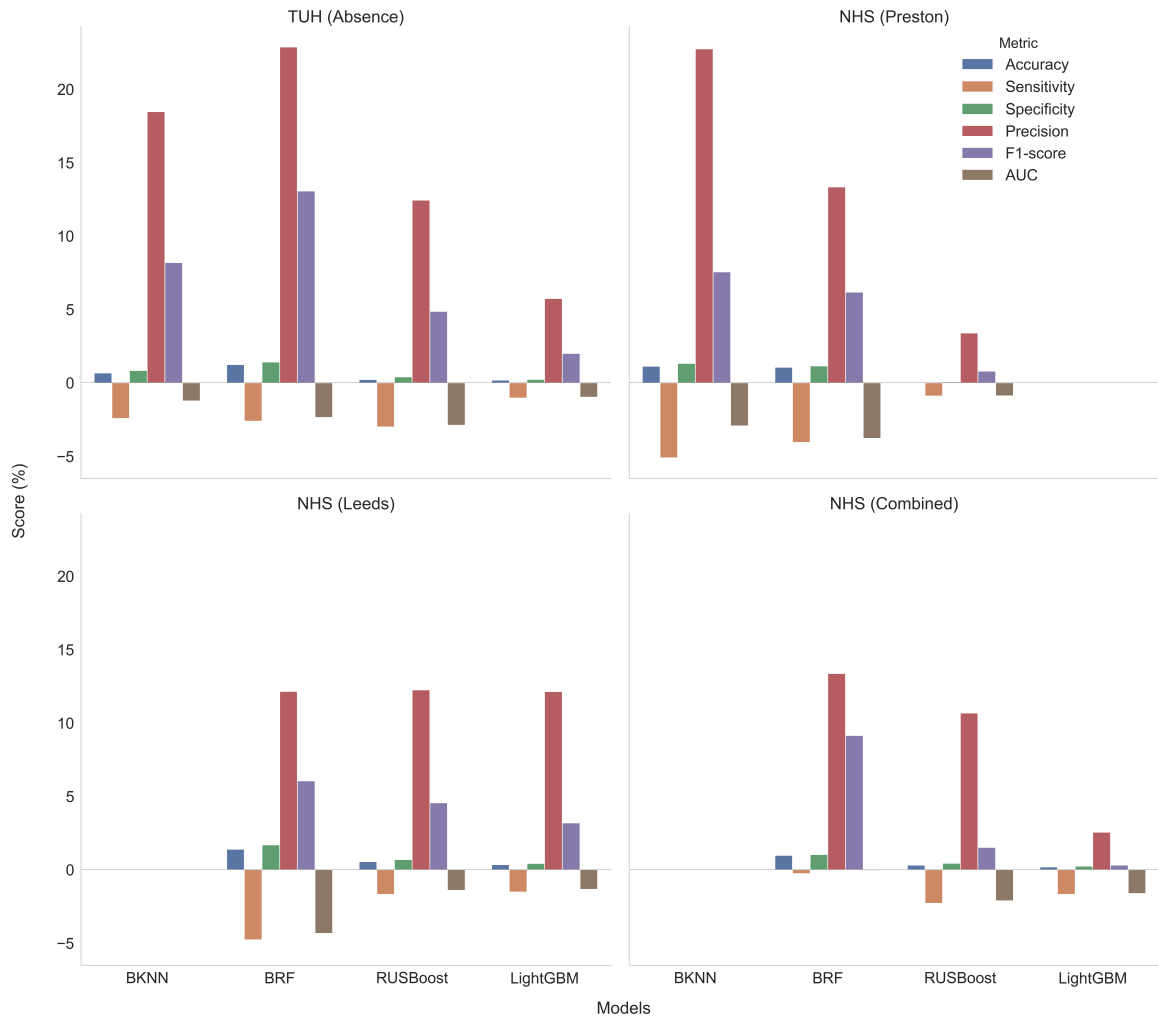 TUH (Absence)
NHS (Preston)
Metric
Accuracy
Sensitivity
Specificity
Precision
F1-score
AUC
20
15
10
5
0
−5
NHS (Leeds)
NHS (Combined)
Score (%)
20
15
10
5
0
−5
BKNN BRF RUSBoost LightGBM
BKNN BRF RUSBoost LightGBM
Models